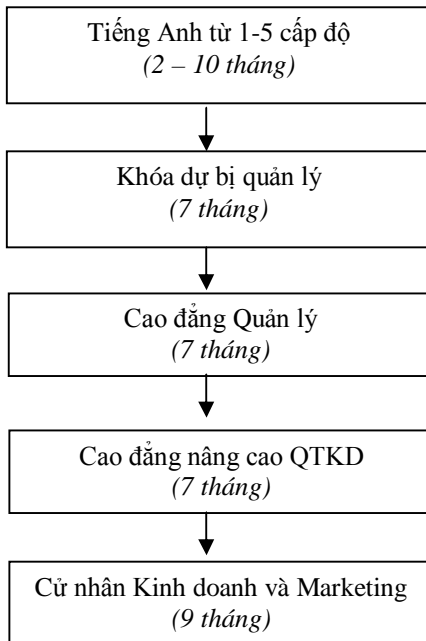 Tiếng Anh từ 1-5 cấp độ
(2 – 10 tháng)
Khóa dự bị quản lý
(7 tháng)
Cao đẳng Quản lý
(7 tháng)
Cao đẳng nâng cao QTKD
(7 tháng)
Cử nhân Kinh doanh và Marketing
(9 tháng)